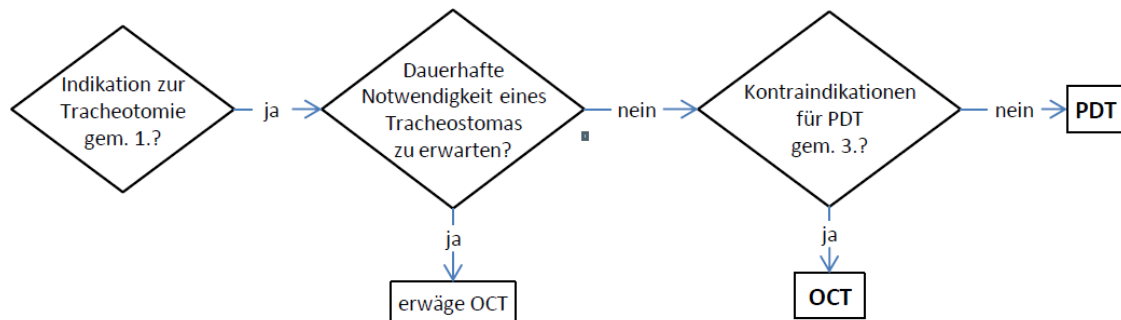 Indikation zur
Tracheotomie
gem. 1.?
ja
Dauerhafte
Notwendigkeit eines
Tracheostomas
zu erwarten?
nein
Kontraindikationen
für PDT
gem. 3.?
nein
PDT
ja
erwäge OCT
ja
OCT